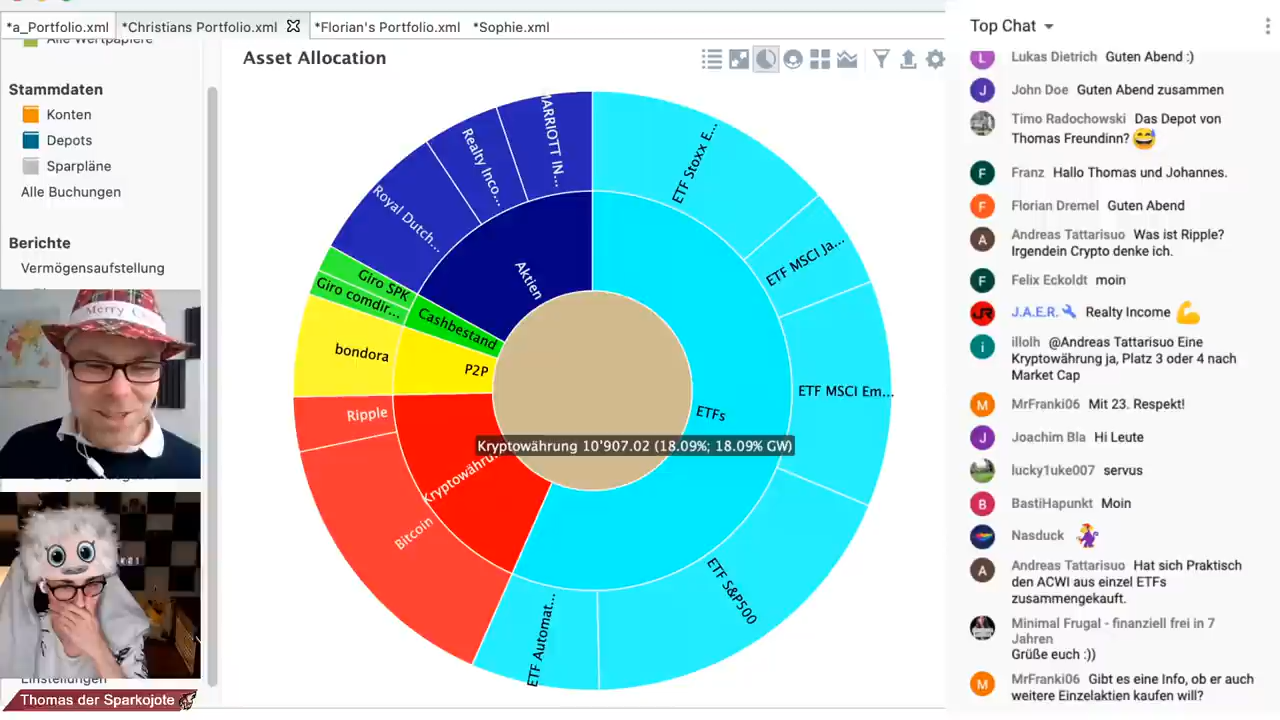 *a_Portfolio.xml
*Christians Portfolio.xml
*Florian's Portfolio.xml
*Sophie.xml
Alle Wertpapiere
Stammdaten
Konten
Depots
Sparpläne
Alle Buchungen
Berichte
Vermögensaufstellung
Merry
Einstellungen
Thomas der Sparkojote
Asset Allocation
MARRIOTT IN...
Realty Inco...
Royal Dutch...
Aktien
Giro SPK
Giro comdir...
Cashbestand
bondora
P2P
Ripple
Kryptowähru
Bitcoin
Kryptowährung 10'907.02 (18.09%; 18.09% GW)
ETFs
ETF Stoxx E...
ETF MSCI Ja...
ETF MSCI Em...
ETF S&P500
ETF Automat...
Top Chat
L Lukas Dietrich Guten Abend :)
J John Doe Guten Abend zusammen
Timo Radochowski Das Depot von
Thomas Freundinn?
F Franz Hallo Thomas und Johannes.
F Florian Dremel Guten Abend
A Andreas Tattarisuo Was ist Ripple?
Irgendein Crypto denke ich.
F Felix Eckoldt moin
JR J.A.E.R. Realty Income
i illolh @Andreas Tattarisuo Eine
Kryptowährung ja, Platz 3 oder 4 nach
Market Cap
M MrFranki06 Mit 23. Respekt!
J Joachim Bla Hi Leute
lucky1uke007 servus
B BastiHapunkt Moin
Nasduck
A Andreas Tattarisuo Hat sich Praktisch
den ACWI aus einzel ETFs
zusammengekauft.
Minimal Frugal - finanziell frei in 7
Jahren
Grüße euch :))
M MrFranki06 Gibt es eine Info, ob er auch
weitere Einzelaktien kaufen will?